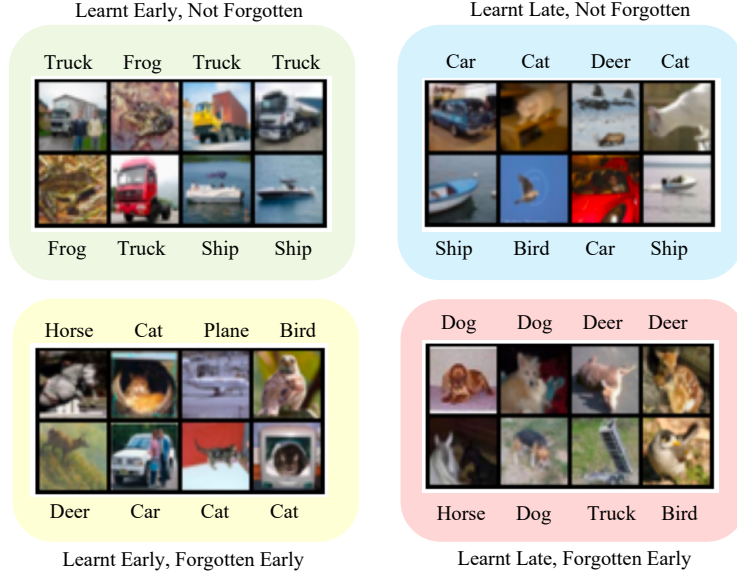 Learnt Early, Not Forgotten
Truck Frog Truck Truck
Frog Truck Ship Ship
Learnt Late, Not Forgotten
Car Cat Deer Cat
Ship Bird Car Ship
Horse Cat Plane Bird
Deer Car Cat Cat
Learnt Early, Forgotten Early
Dog Dog Deer Deer
Horse Dog Truck Bird
Learnt Late, Forgotten Early